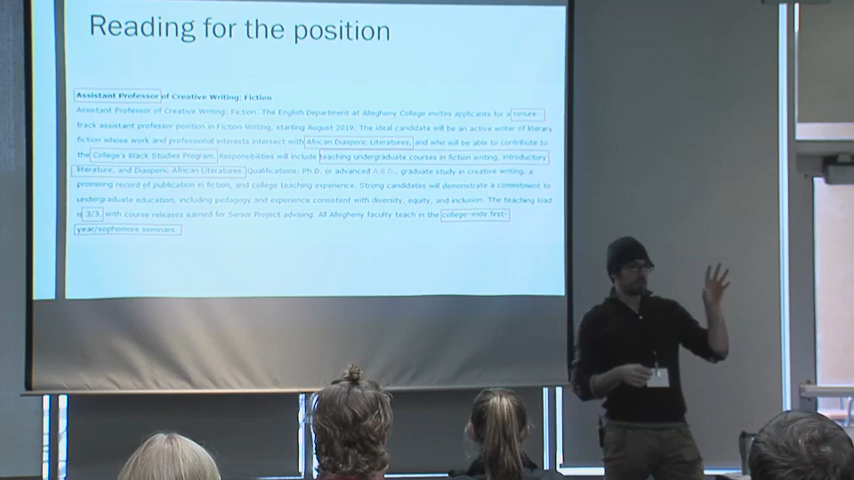 Reading for the position
Assistant Professor of Creative Writing: Fiction
Assistant Professor of Creative Writing: Fiction. The English Department at Allegheny College invites applicants for a tenure-
track assistant professor position in Fiction Writing, starting August 2019. The ideal candidate will be an active writer of literary
fiction whose work and professional interests intersect with African Diasporic Literatures, and who will be able to contribute to
the College's Black Studies Program. Responsibilities will include teaching undergraduate courses in fiction writing, introductory
literature, and Diasporic African Literatures. Qualifications: Ph.D. or advanced A.B.D., graduate study in creative writing, a
promising record of publication in fiction, and college teaching experience. Strong candidates will demonstrate a commitment to
undergraduate education, including pedagogy and experience consistent with diversity, equity, and inclusion. The teaching load
is 3/3, with course releases earned for Senior Project advising. All Allegheny faculty teach in the college-wide first-
year/sophomore seminars.